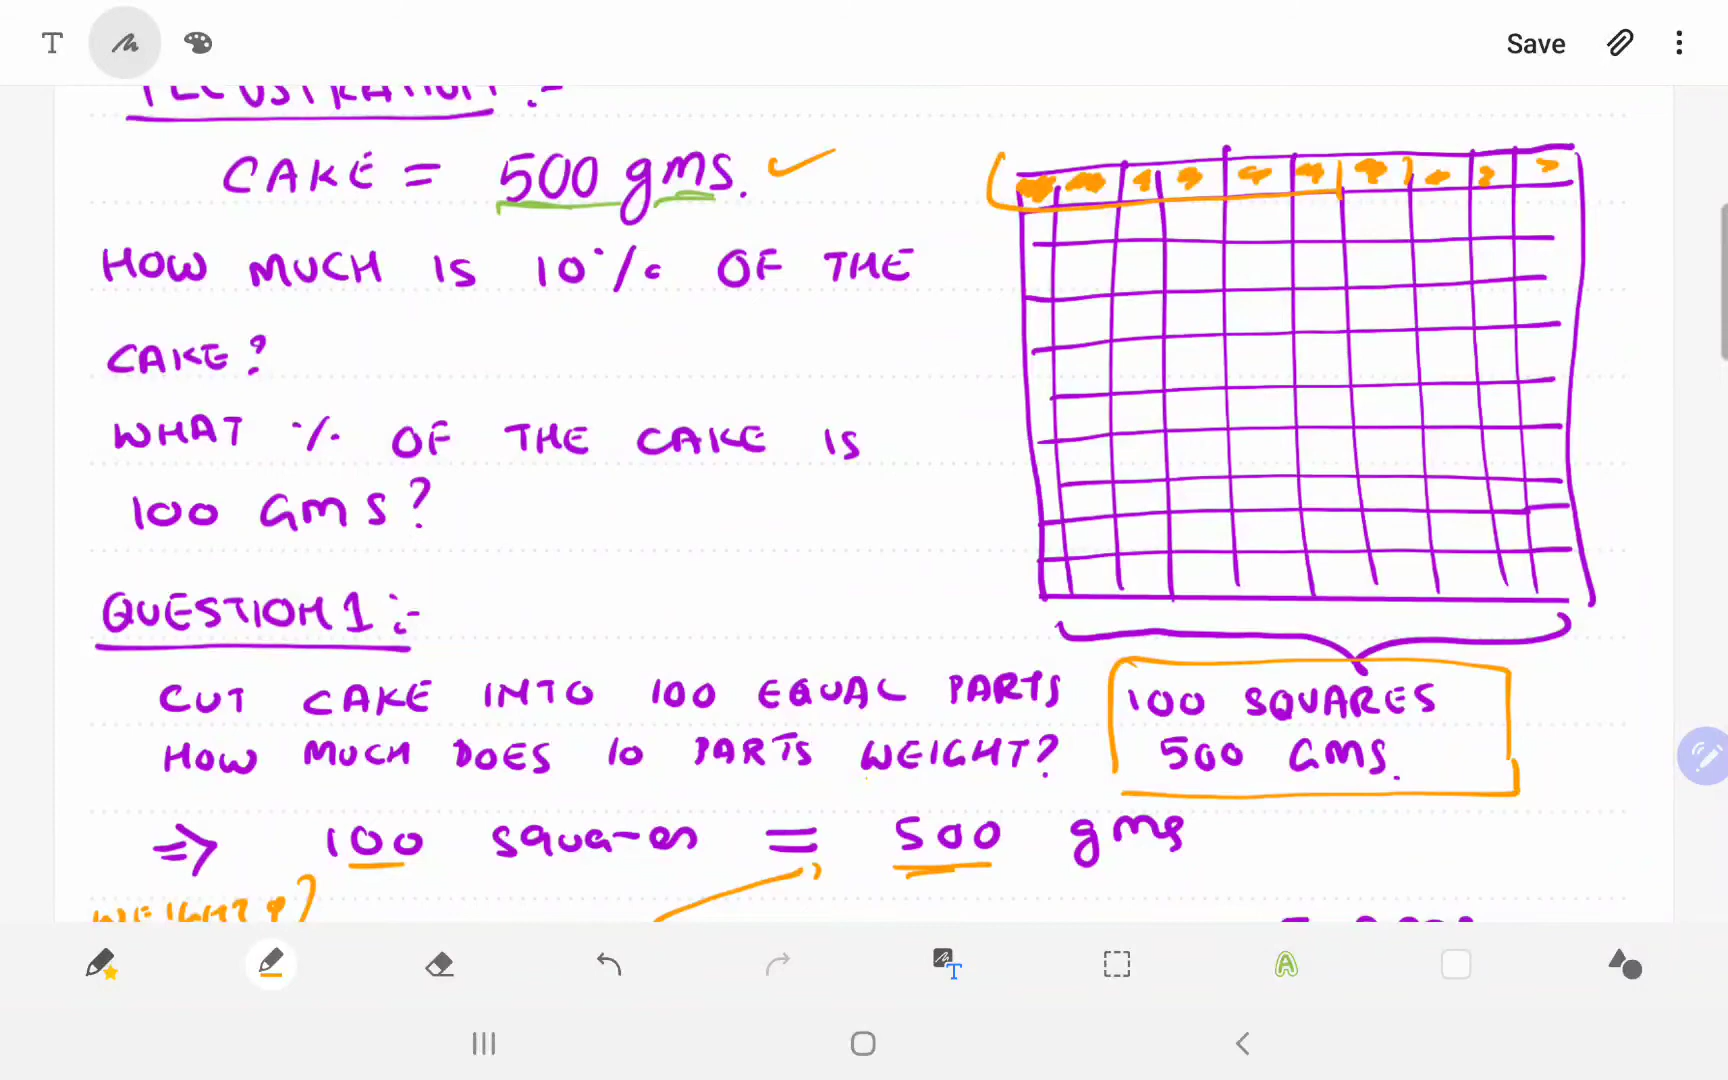 T
Save
ILLUSTRATION :-
CAKE = 500 gms.
HOW MUCH IS 10% OF THE
CAKE?
WHAT % OF THE CAKE IS
100 GMS?
QUESTION 1 :-
CUT CAKE INTO 100 EQUAL PARTS
HOW MUCH DOES 10 PARTS WEIGHT?
100 SQUARES
500 GMS.
⇒ 100 squares = 500 gms
WEIGHT?